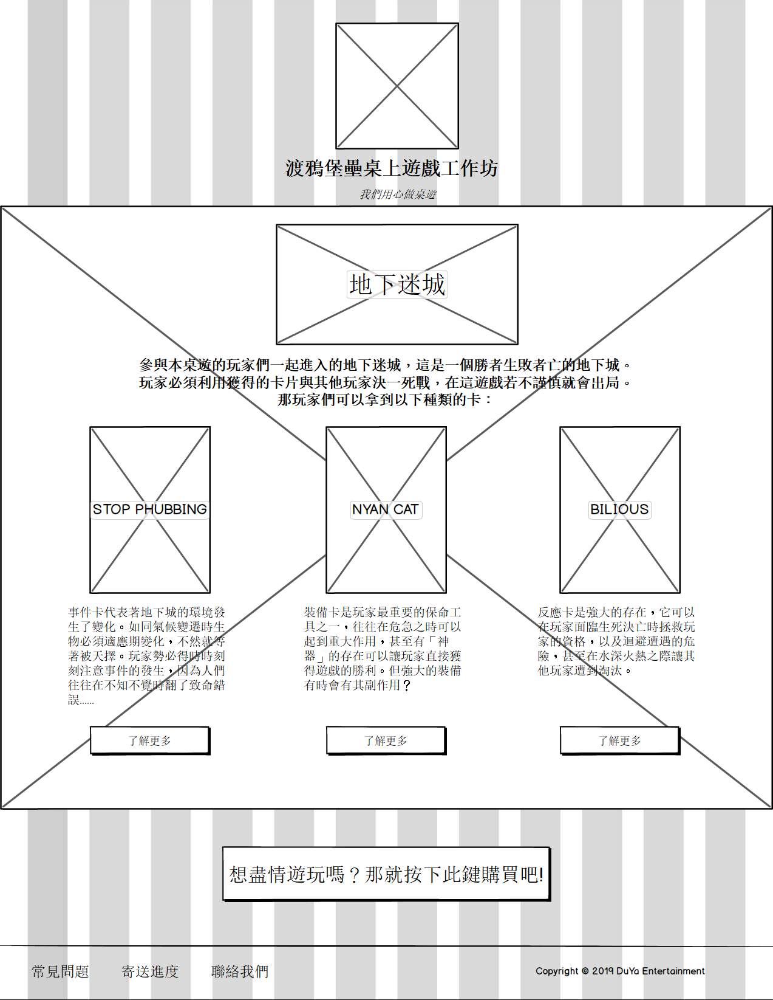 渡鴉堡壘桌上遊戲工作坊
我們用心做桌遊
地下迷城
參與本桌遊的玩家們一起進入的地下迷城，這是一個勝者生敗者亡的地下城。
玩家必須利用獲得的卡片與其他玩家決一死戰，在這遊戲若不謹慎就會出局。
那玩家們可以拿到以下種類的卡：
STOP PHUBBING
事件卡代表著地下城的環境發
生了變化。如同氣候變遷時生
物必須適應期變化，不然就等
著被天擇。玩家勢必得時時刻
刻注意事件的發生，因為人們
往往在不知不覺時翻了致命錯
誤......
了解更多
NYAN CAT
裝備卡是玩家最重要的保命工
具之一，往往在危急之時可以
起到重大作用，甚至有「神
器」的存在可以讓玩家直接獲
得遊戲的勝利。但強大的裝備
有時會有其副作用？
了解更多
BILIOUS
反應卡是強大的存在，它可以
在玩家面臨生死決亡時拯救玩
家的資格，以及迴避遭遇的危
險，甚至在水深火熱之際讓其
他玩家遭到淘汰。
了解更多
想盡情遊玩嗎？那就按下此鍵購買吧!
常見問題
寄送進度
聯絡我們
Copyright © 2019 DuYa Entertainment